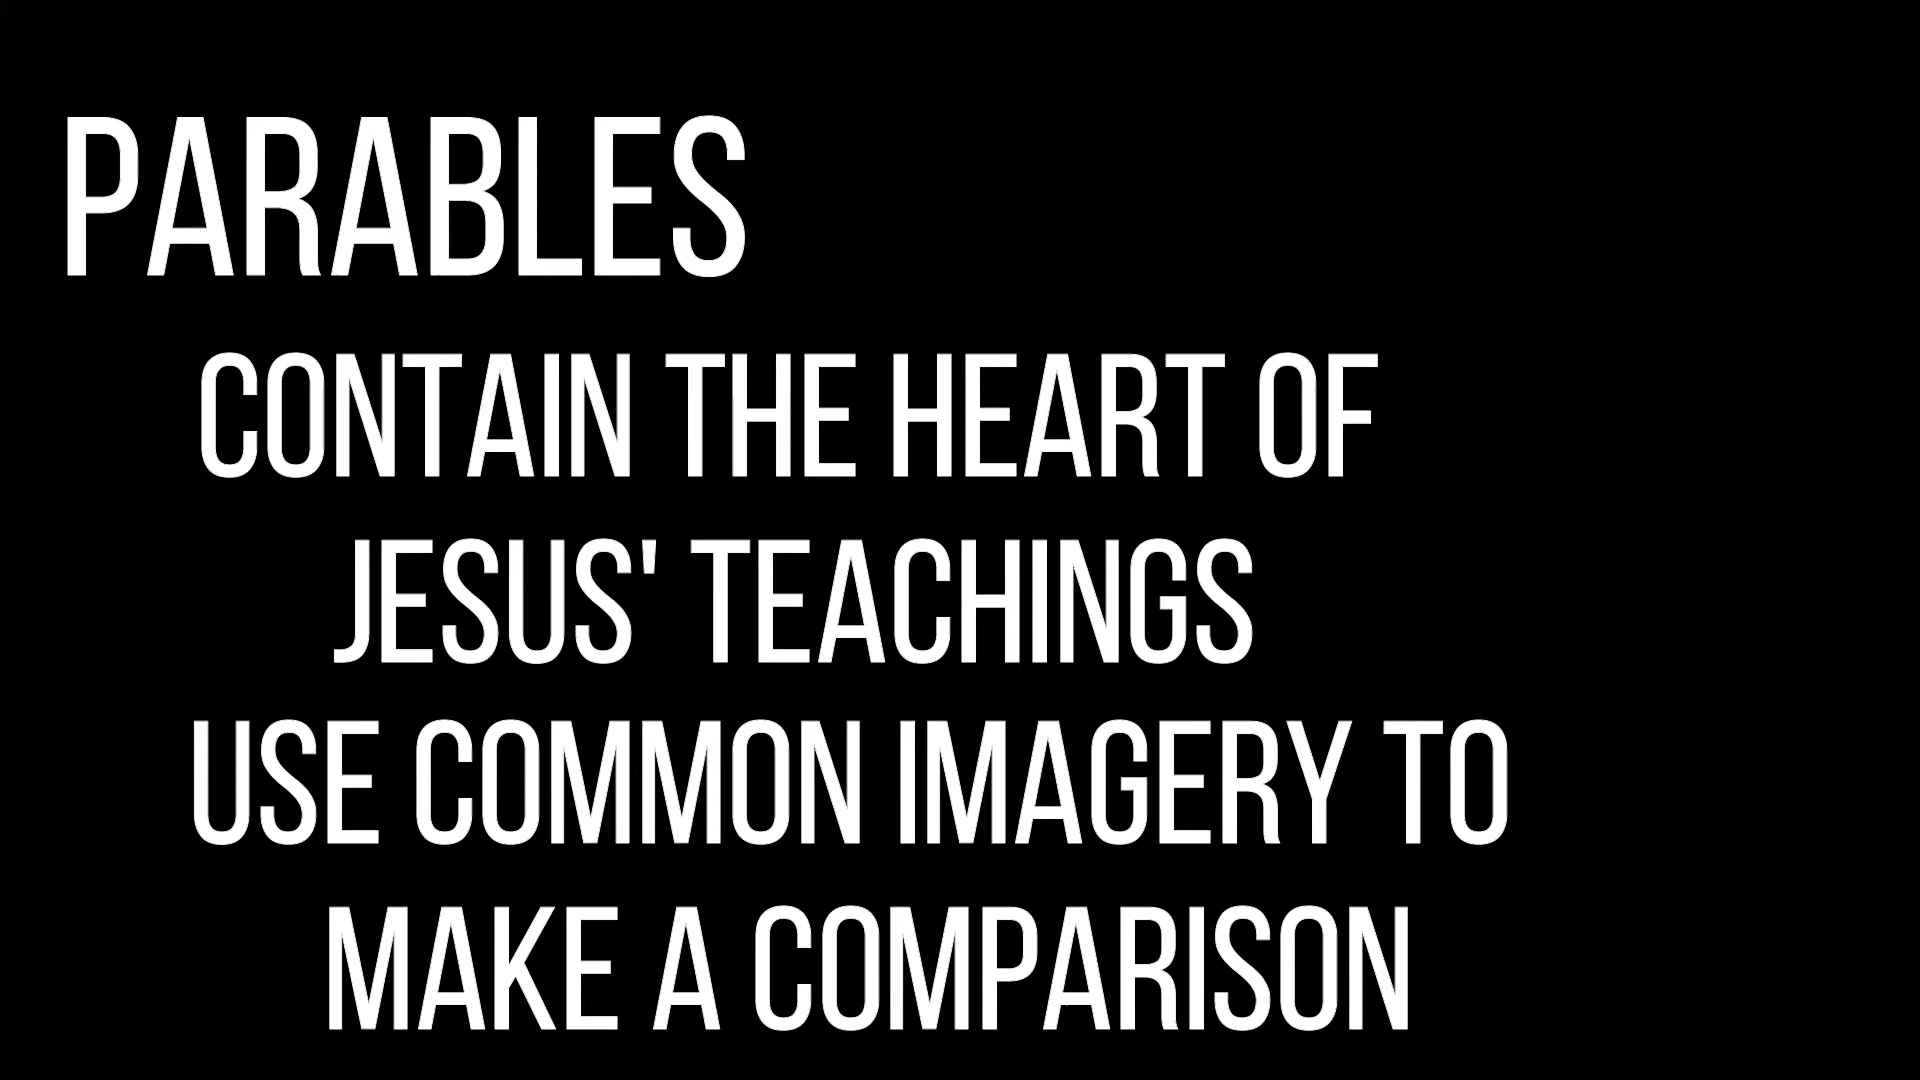 PARABLES
CONTAIN THE HEART OF
JESUS' TEACHINGS
USE COMMON IMAGERY TO
MAKE A COMPARISON